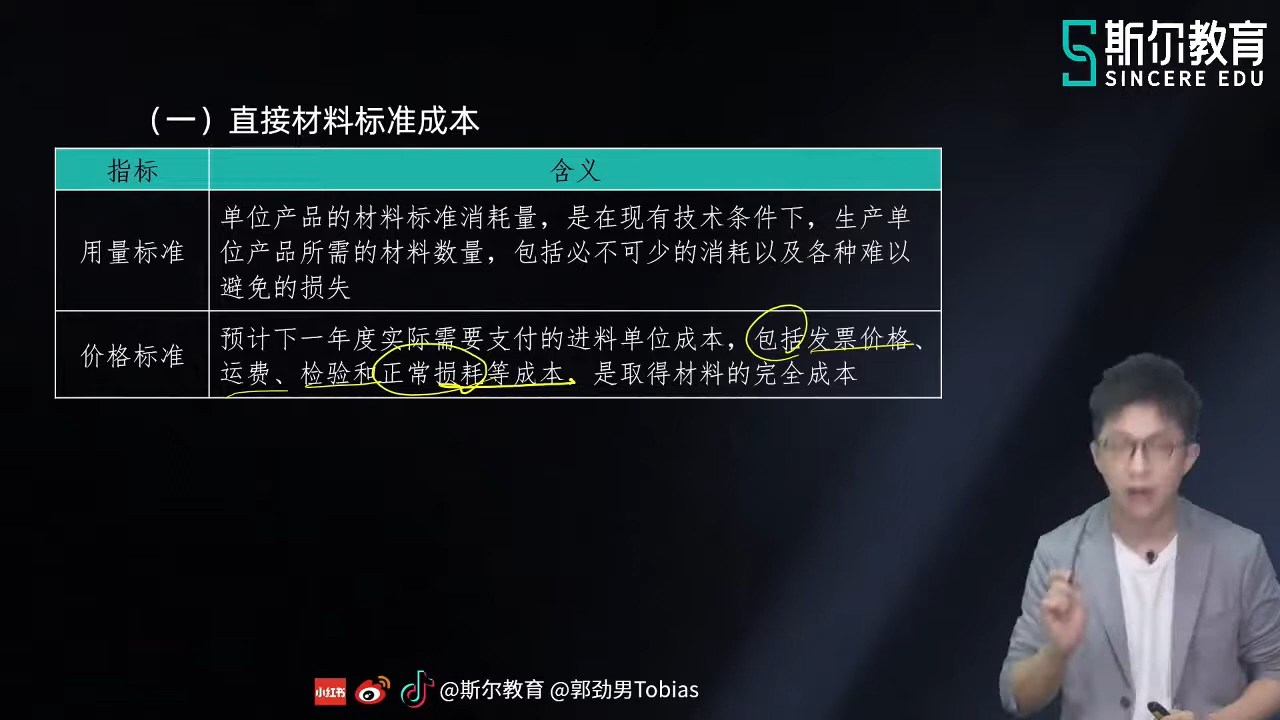 斯尔教育
SINCERE EDU
（一）直接材料标准成本
指标
含义
用量标准
单位产品的材料标准消耗量，是在现有技术条件下，生产单
位产品所需的材料数量，包括必不可少的消耗以及各种难以
避免的损失
价格标准
预计下一年度实际需要支付的进料单位成本，包括发票价格、
运费、检验和正常损耗等成本，是取得材料的完全成本
小红书
@斯尔教育 @郭劲男Tobias